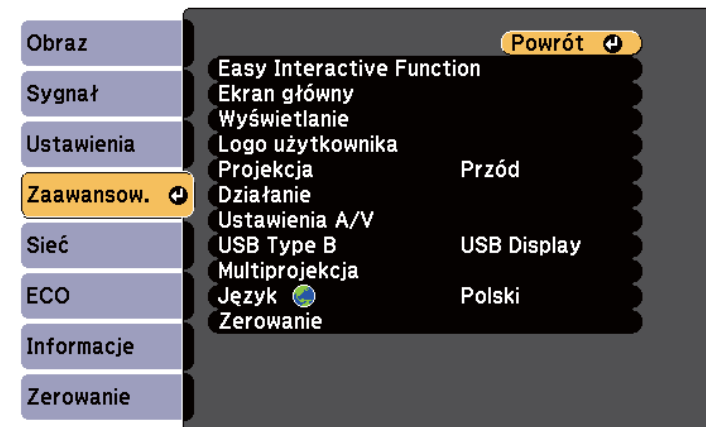 Obraz
Sygnał
Ustawienia
Zaawansow.
Sieć
ECO
Informacje
Zerowanie
Powrót
Easy Interactive Function
Ekran główny
Wyświetlanie
Logo użytkownika
Projekcja Przód
Działanie
Ustawienia A/V
USB Type B USB Display
Multiprojekcja
Język Polski
Zerowanie